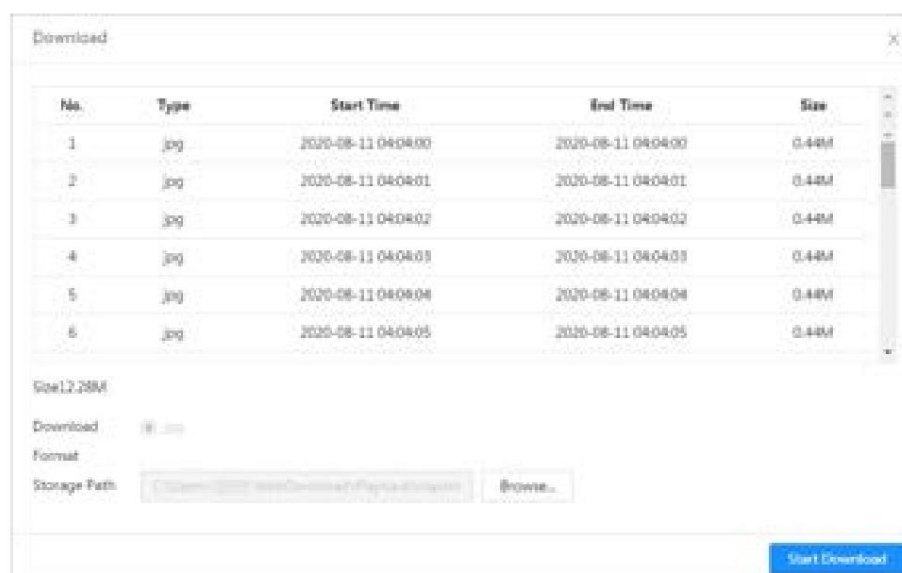 Download
No. Type Start Time End Time Size
1 jpg 2020-08-11 04:04:00 2020-08-11 04:04:00 0.44M
2 jpg 2020-08-11 04:04:01 2020-08-11 04:04:01 0.44M
3 jpg 2020-08-11 04:04:02 2020-08-11 04:04:02 0.44M
4 jpg 2020-08-11 04:04:03 2020-08-11 04:04:03 0.44M
5 jpg 2020-08-11 04:04:04 2020-08-11 04:04:04 0.44M
6 jpg 2020-08-11 04:04:05 2020-08-11 04:04:05 0.44M
Size12.28M
Download jpg
Format
Storage Path Browse...
Start Download